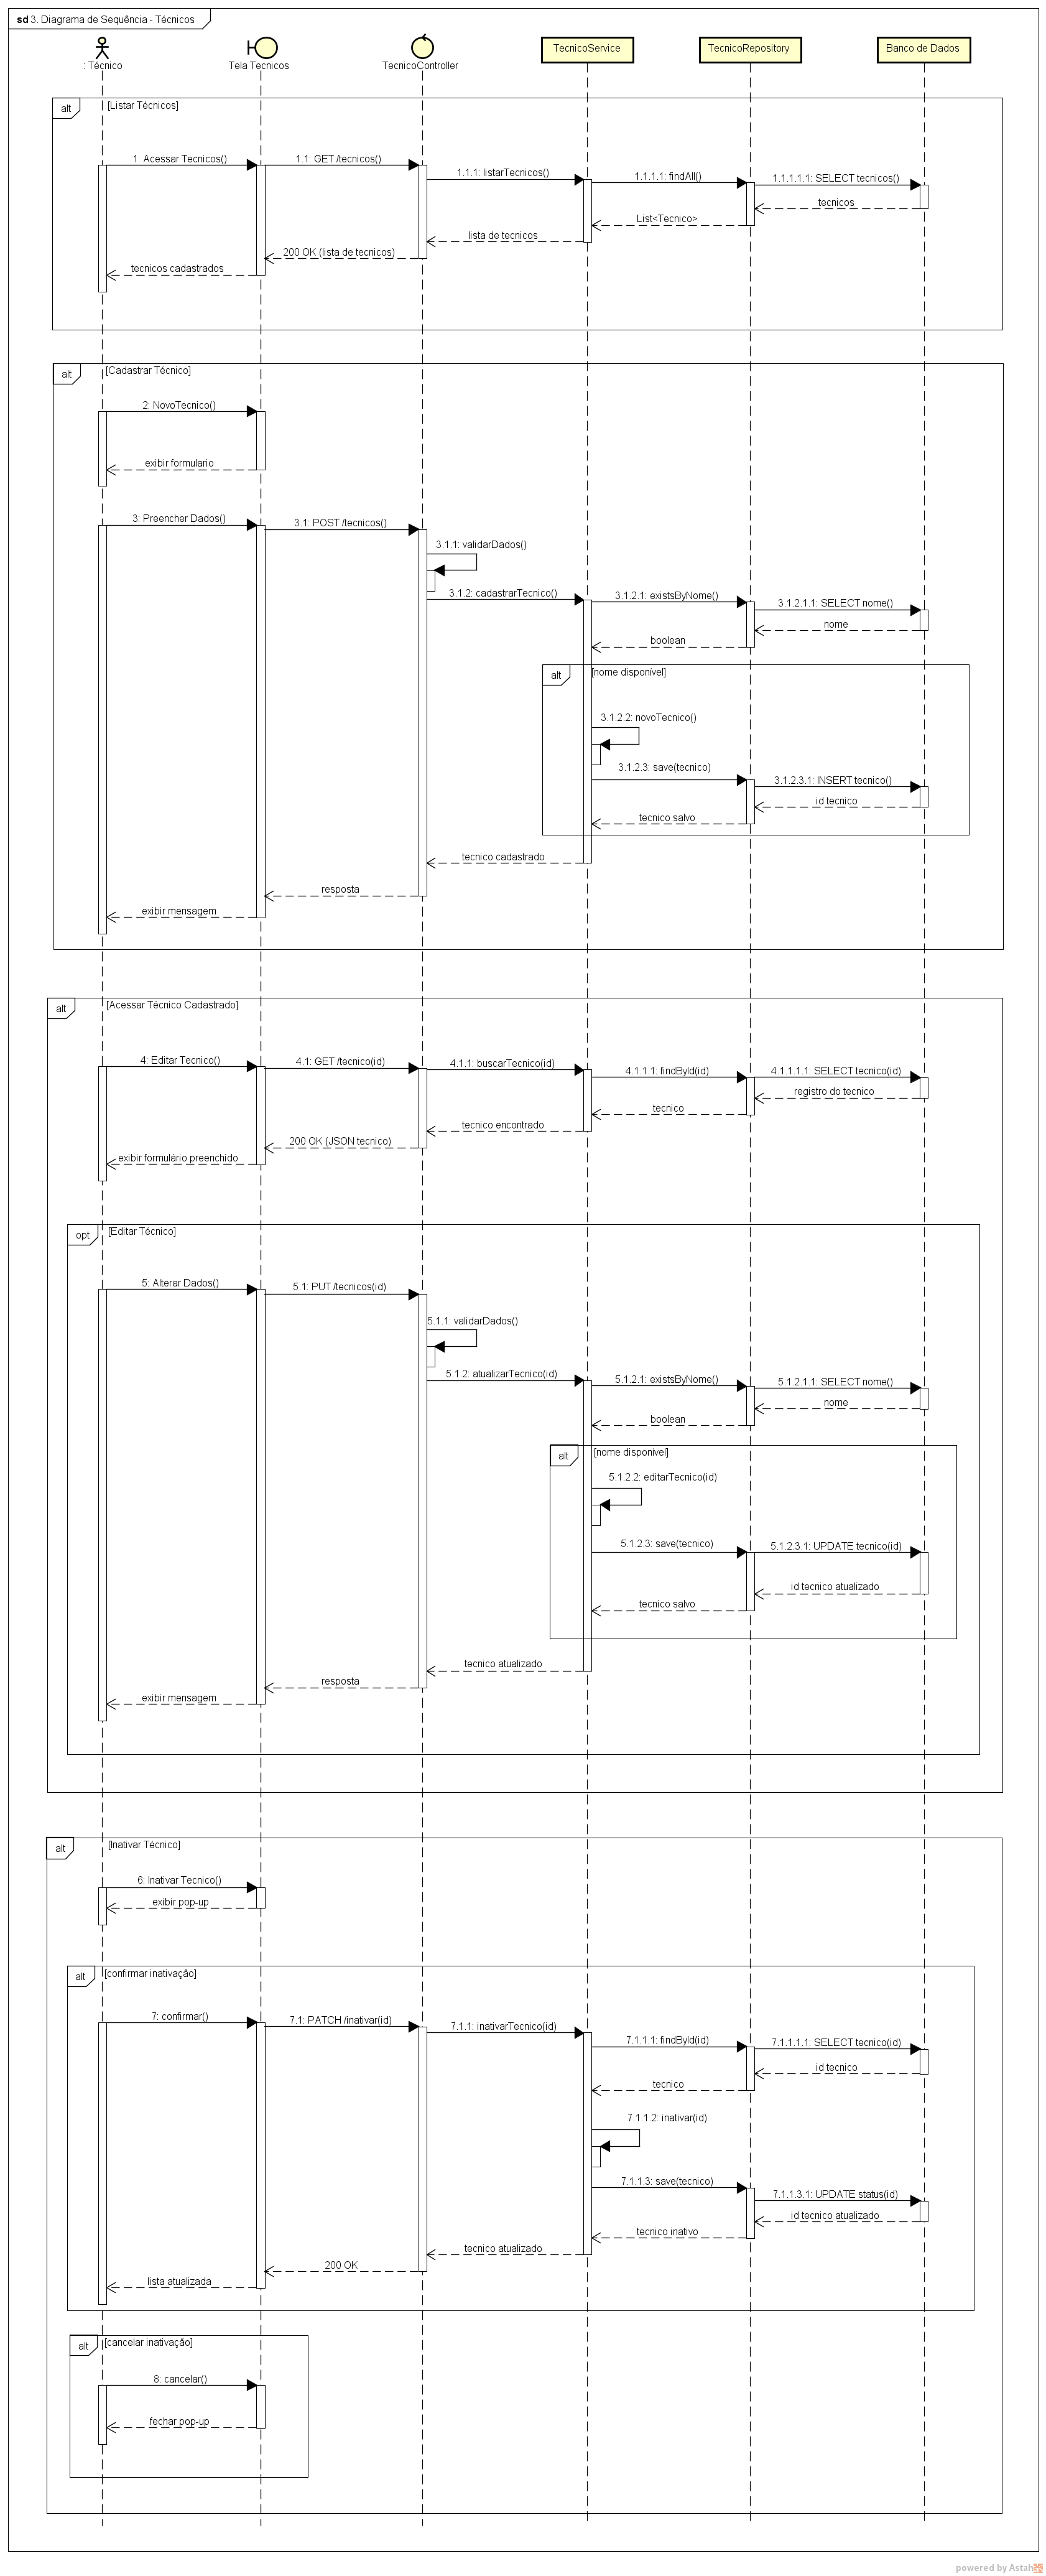 sd 3. Diagrama de Sequência - Técnicos
: Técnico
Tela Tecnicos
TecnicoController
TecnicoService
TecnicoRepository
Banco de Dados
alt
[Listar Técnicos]
1: Acessar Tecnicos()
1.1: GET /tecnicos()
1.1.1: listarTecnicos()
1.1.1.1: findAll()
1.1.1.1.1: SELECT tecnicos()
tecnicos
List<Tecnico>
lista de tecnicos
200 OK (lista de tecnicos)
tecnicos cadastrados
alt
[Cadastrar Técnico]
2: NovoTecnico()
exibir formulario
3: Preencher Dados()
3.1: POST /tecnicos()
3.1.1: validarDados()
3.1.2: cadastrarTecnico()
3.1.2.1: existsByNome()
3.1.2.1.1: SELECT nome()
nome
boolean
alt
[nome disponível]
3.1.2.2: novoTecnico()
3.1.2.3: save(tecnico)
3.1.2.3.1: INSERT tecnico()
id tecnico
tecnico salvo
tecnico cadastrado
resposta
exibir mensagem
alt
[Acessar Técnico Cadastrado]
4: Editar Tecnico()
4.1: GET /tecnico(id)
4.1.1: buscarTecnico(id)
4.1.1.1: findById(id)
4.1.1.1.1: SELECT tecnico(id)
registro do tecnico
tecnico
tecnico encontrado
200 OK (JSON tecnico)
exibir formulário preenchido
opt
[Editar Técnico]
5: Alterar Dados()
5.1: PUT /tecnicos(id)
5.1.1: validarDados()
5.1.2: atualizarTecnico(id)
5.1.2.1: existsByNome()
5.1.2.1.1: SELECT nome()
nome
boolean
alt
[nome disponível]
5.1.2.2: editarTecnico(id)
5.1.2.3: save(tecnico)
5.1.2.3.1: UPDATE tecnico(id)
id tecnico atualizado
tecnico salvo
tecnico atualizado
resposta
exibir mensagem
alt
[Inativar Técnico]
6: Inativar Tecnico()
exibir pop-up
alt
[confirmar inativação]
7: confirmar()
7.1: PATCH /inativar(id)
7.1.1: inativarTecnico(id)
7.1.1.1: findById(id)
7.1.1.1.1: SELECT tecnico(id)
id tecnico
tecnico
7.1.1.2: inativar(id)
7.1.1.3: save(tecnico)
7.1.1.3.1: UPDATE status(id)
id tecnico atualizado
tecnico inativo
tecnico atualizado
200 OK
lista atualizada
alt
[cancelar inativação]
8: cancelar()
fechar pop-up
powered by Astah